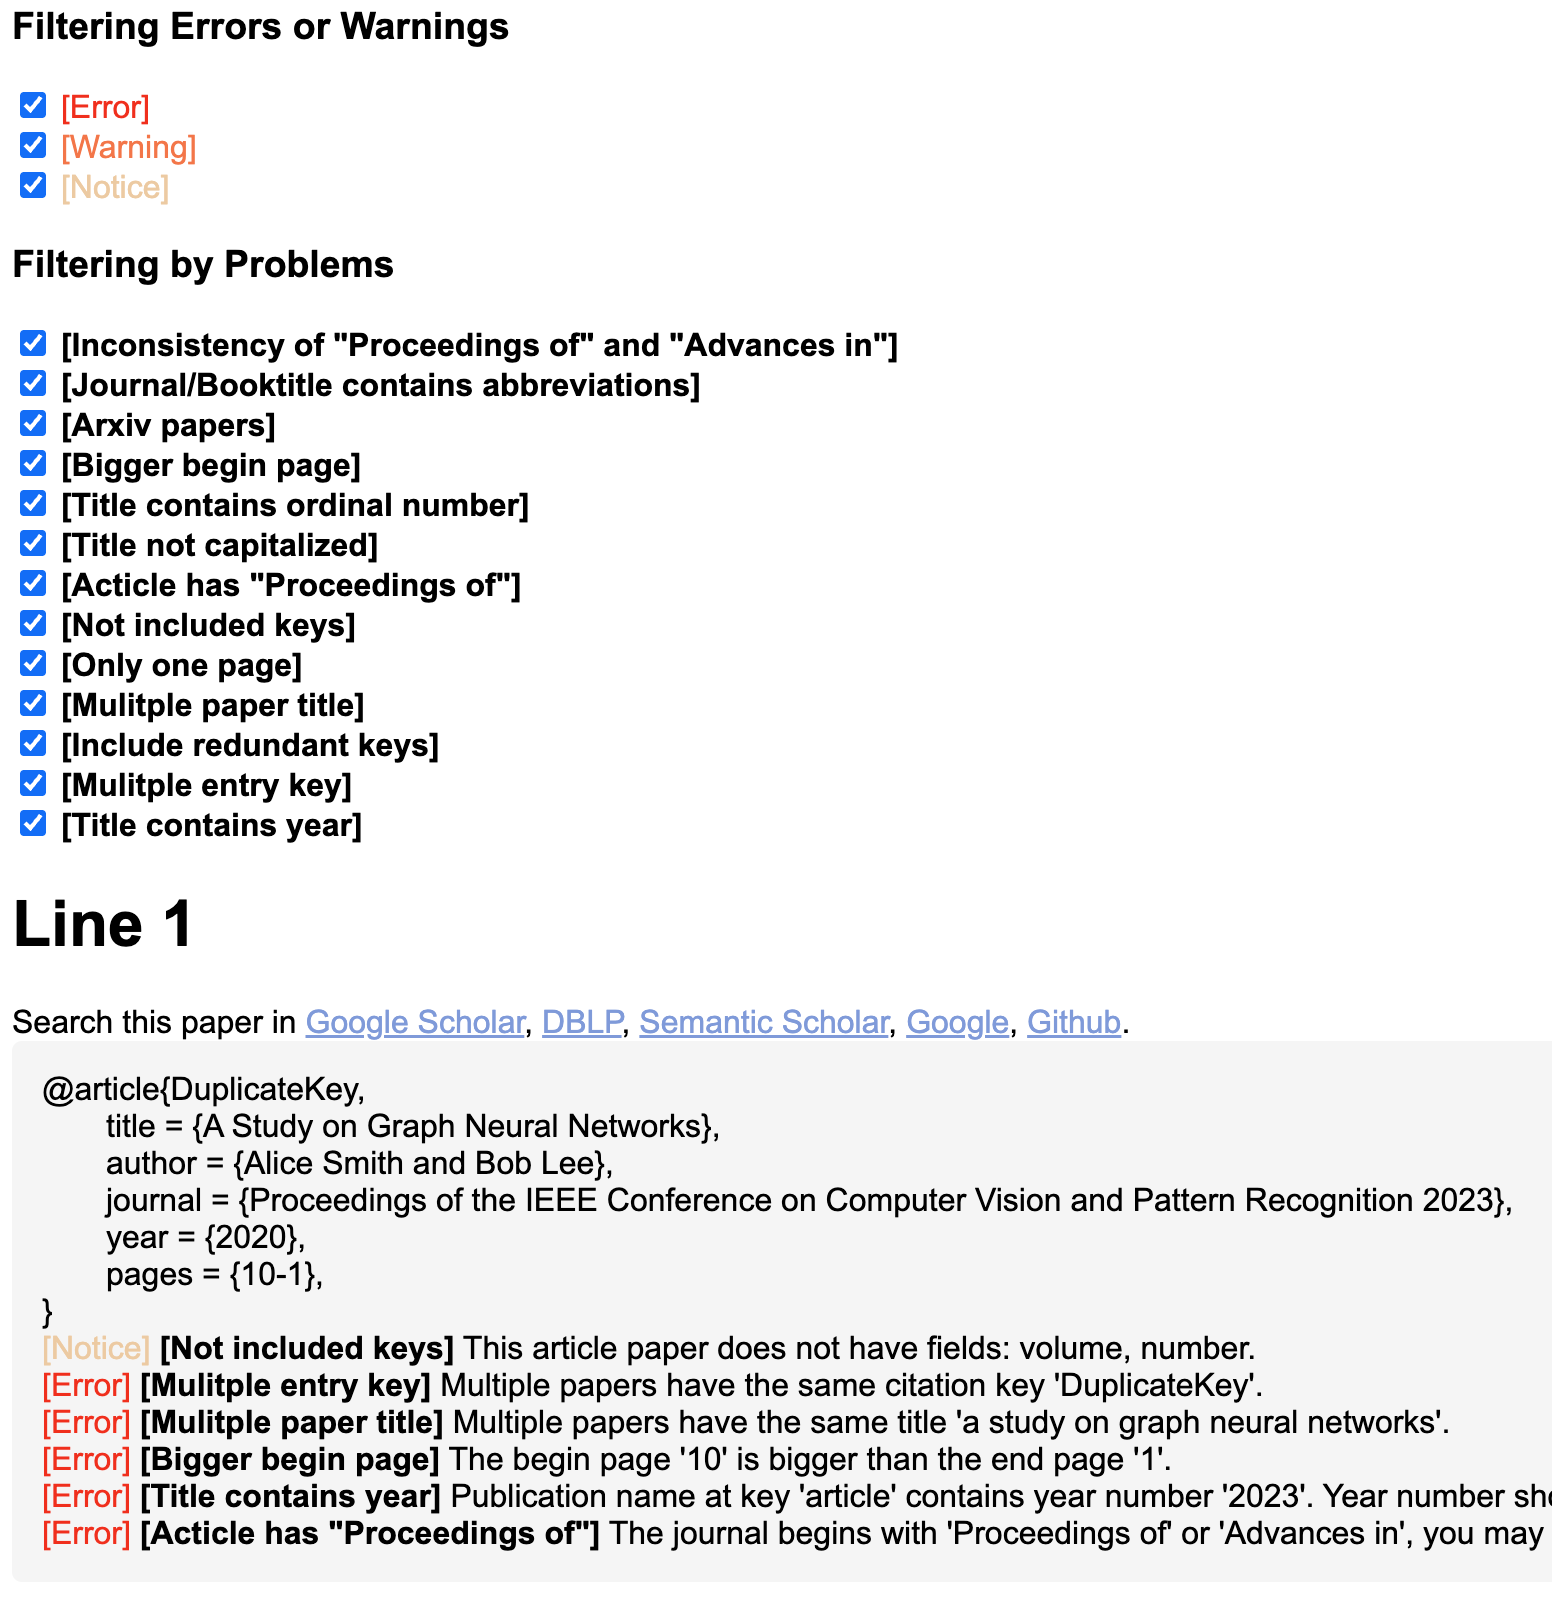 Filtering Errors or Warnings
[Error]
[Warning]
[Notice]
Filtering by Problems
[Inconsistency of "Proceedings of" and "Advances in"]
[Journal/Booktitle contains abbreviations]
[Arxiv papers]
[Bigger begin page]
[Title contains ordinal number]
[Title not capitalized]
[Acticle has "Proceedings of"]
[Not included keys]
[Only one page]
[Mulitple paper title]
[Include redundant keys]
[Mulitple entry key]
[Title contains year]
Line 1
Search this paper in Google Scholar, DBLP, Semantic Scholar, Google, Github.
@article{DuplicateKey,
title = {A Study on Graph Neural Networks},
author = {Alice Smith and Bob Lee},
journal = {Proceedings of the IEEE Conference on Computer Vision and Pattern Recognition 2023},
year = {2020},
pages = {10-1},
}
[Notice] [Not included keys] This article paper does not have fields: volume, number.
[Error] [Mulitple entry key] Multiple papers have the same citation key 'DuplicateKey'.
[Error] [Mulitple paper title] Multiple papers have the same title 'a study on graph neural networks'.
[Error] [Bigger begin page] The begin page '10' is bigger than the end page '1'.
[Error] [Title contains year] Publication name at key 'article' contains year number '2023'. Year number
[Error] [Acticle has "Proceedings of"] The journal begins with 'Proceedings of' or 'Advances in', you may